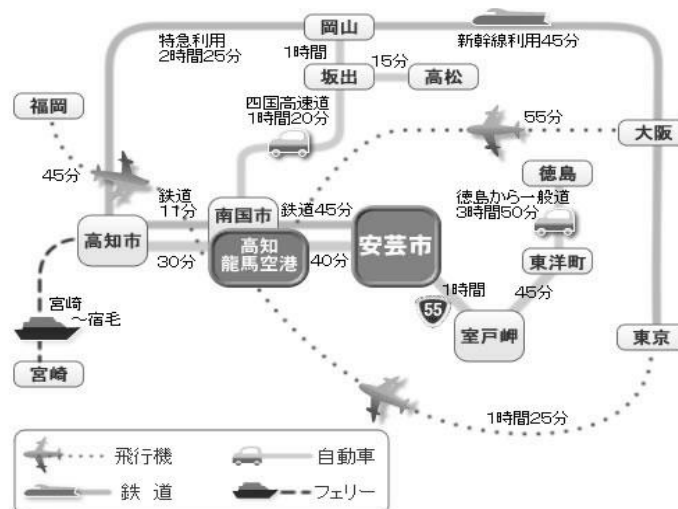 岡山
特急利用
2時間25分
1時間
新幹線利用45分
15分
坂出
高松
福岡
四国高速道
1時間20分
55分
大阪
45分
徳島
鉄道
11分
南国市
鉄道45分
徳島から一般道
3時間50分
高知市
高知
龍馬空港
安芸市
30分
40分
東洋町
1時間
45分
宮崎
～宿毛
55
室戸岬
東京
宮崎
1時間25分
飛行機
自動車
鉄道
フェリー